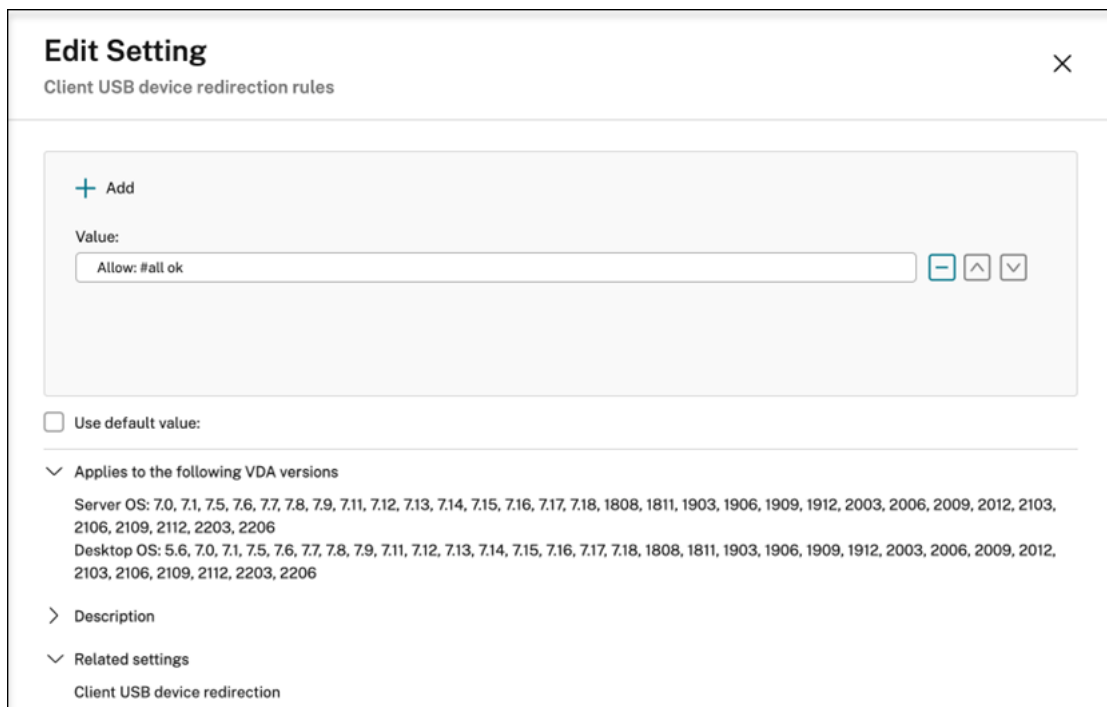 Edit Setting
Client USB device redirection rules
Add
Value:
Allow: #all ok
Use default value:
Applies to the following VDA versions
Server OS: 7.0, 7.1, 7.5, 7.6, 7.7, 7.8, 7.9, 7.11, 7.12, 7.13, 7.14, 7.15, 7.16, 7.17, 7.18, 1808, 1811, 1903, 1906, 1909, 1912, 2003, 2006, 2009, 2012, 2103,
2106, 2109, 2112, 2203, 2206
Desktop OS: 5.6, 7.0, 7.1, 7.5, 7.6, 7.7, 7.8, 7.9, 7.11, 7.12, 7.13, 7.14, 7.15, 7.16, 7.17, 7.18, 1808, 1811, 1903, 1906, 1909, 1912, 2003, 2006, 2009, 2012,
2103, 2106, 2109, 2112, 2203, 2206
Description
Related settings
Client USB device redirection